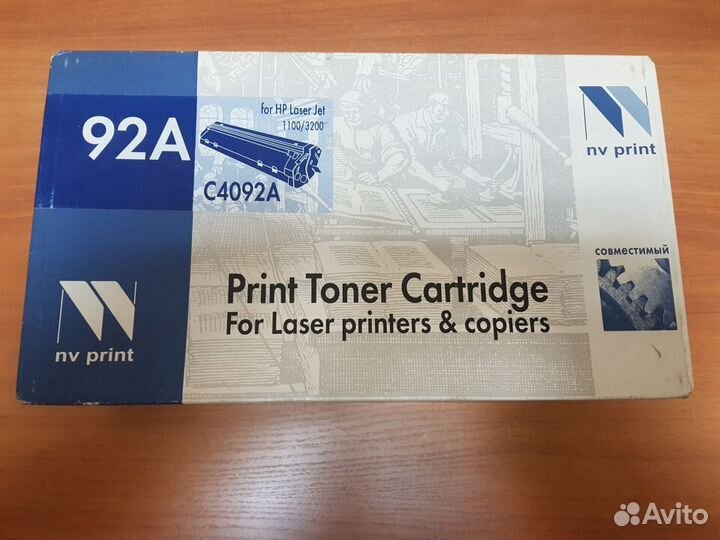 92A
for HP Laser Jet
1100/3200
C4092A
nv print
совместимый
Print Toner Cartridge
For Laser printers & copiers
nv print
Avito